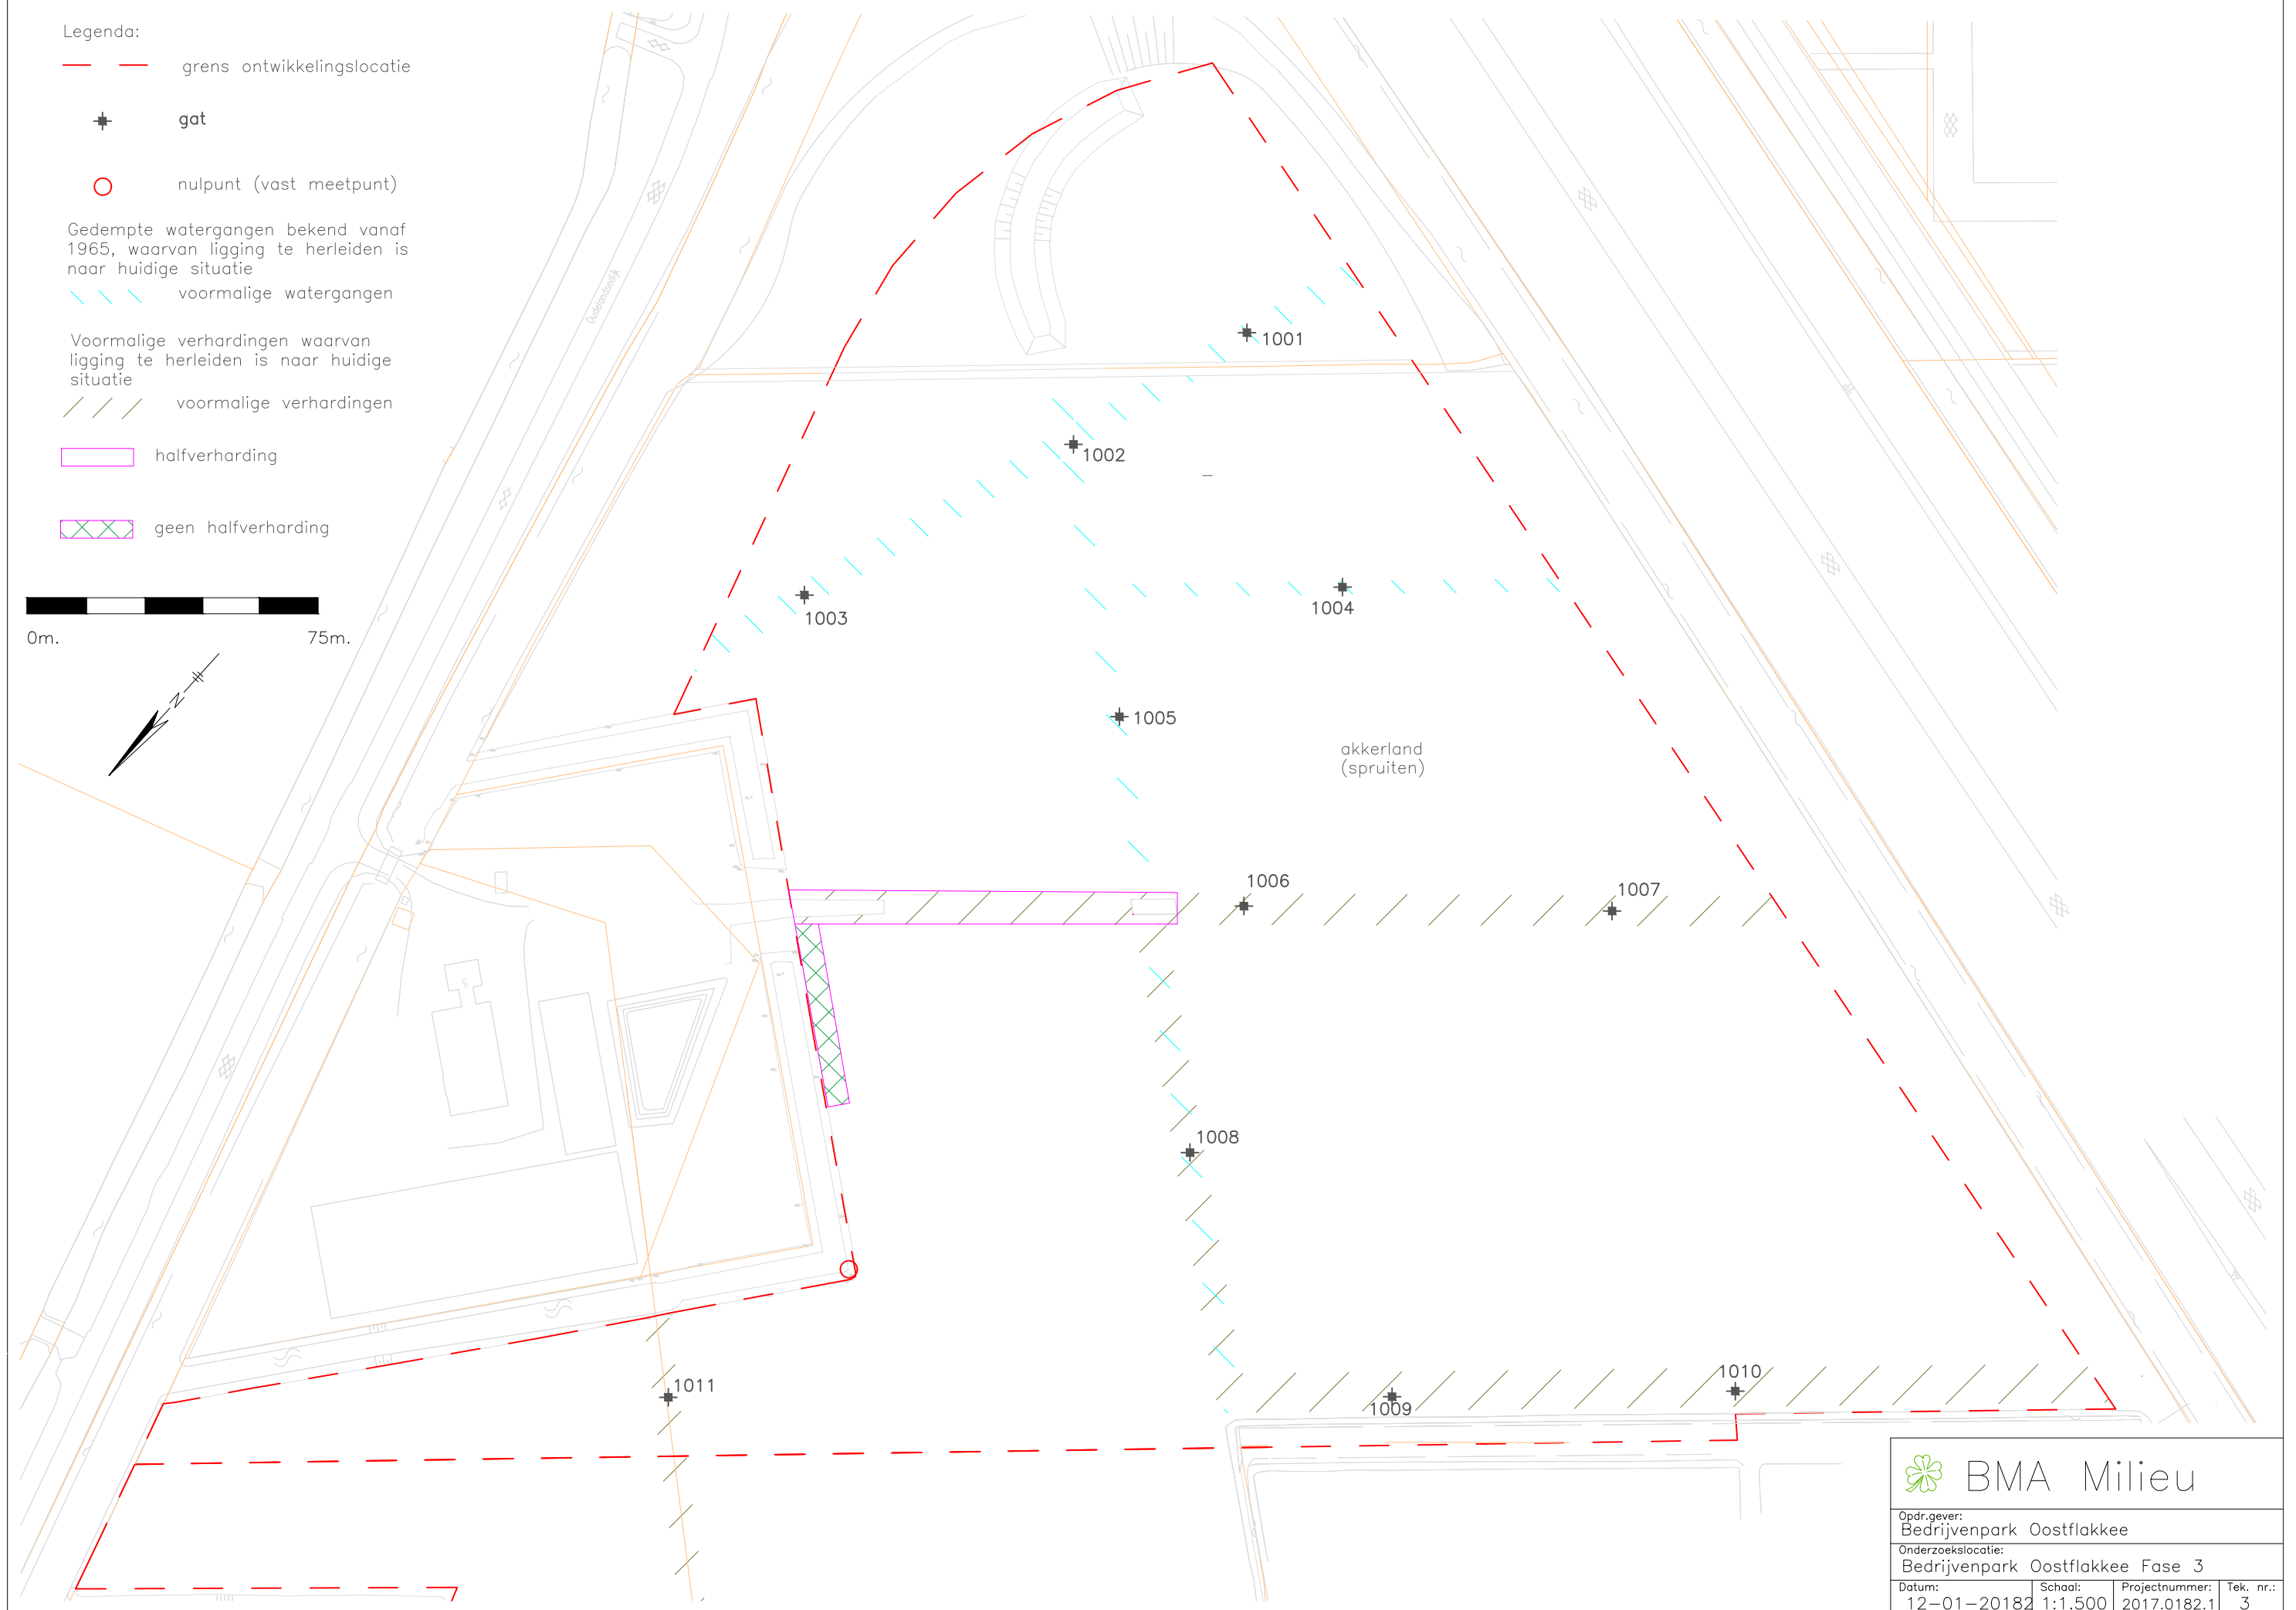 Legenda:
grens ontwikkelingslocatie
gat
nulpunt (vast meetpunt)
Gedempte watergangen bekend vanaf
1965, waarvan ligging te herleiden is
naar huidige situatie
voormalige watergangen
Voormalige verhardingen waarvan
ligging te herleiden is naar huidige
situatie
voormalige verhardingen
halfverharding
geen halfverharding
0m.
75m.
N
Oudelandsedijk
1001
1002
1003
1004
1005
akkerland
(spruiten)
1006
1007
1008
1009
1010
1011
BMA Milieu
Opdr.gever:
Bedrijvenpark Oostflakkee
Onderzoekslocatie:
Bedrijvenpark Oostflakkee Fase 3
Datum:
12-01-20182
Schaal:
1:1.500
Projectnummer:
2017.0182.1
Tek. nr.:
3